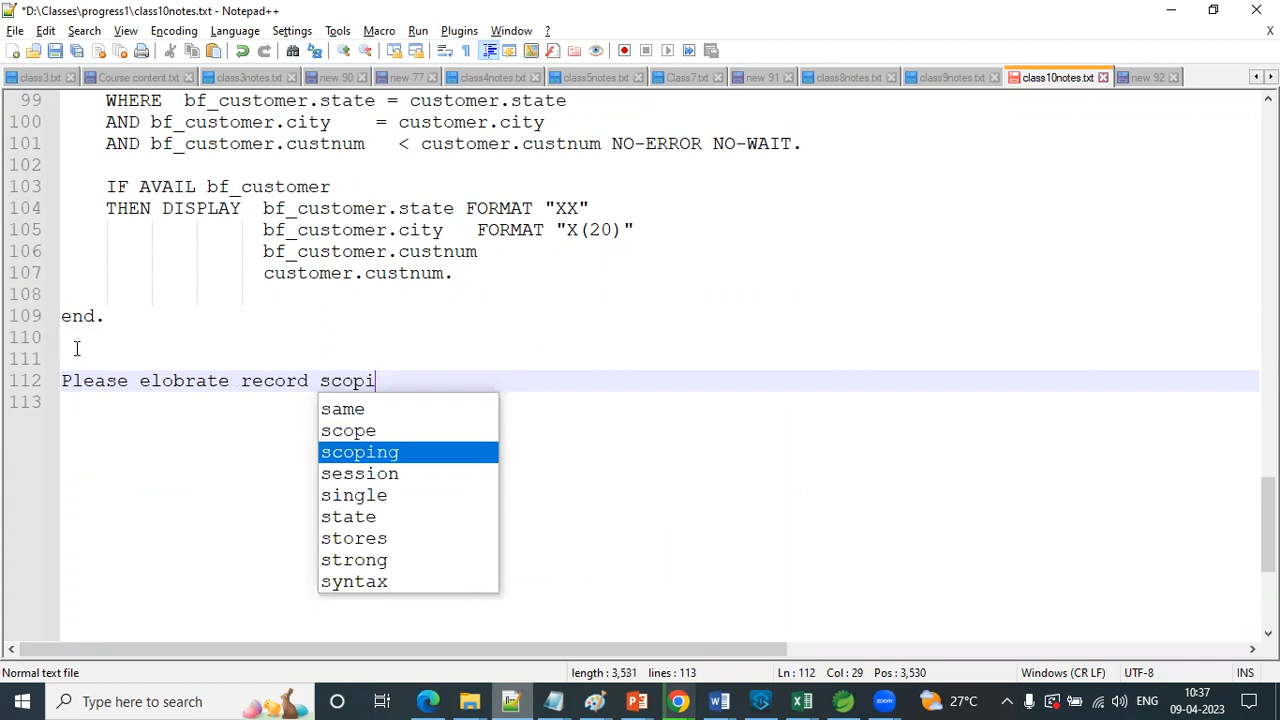 *D:\Classes\progress1\class10notes.txt - Notepad++
File Edit Search View Encoding Language Settings Tools Macro Run Plugins Window ? X
class3.txt Course content.txt class3notes.txt new 90 new 77 class4notes.txt class5notes.txt Class7.txt new 91 class8notes.txt class9notes.txt class10notes.txt new 92
99 WHERE bf_customer.state = customer.state
100 AND bf_customer.city = customer.city
101 AND bf_customer.custnum < customer.custnum NO-ERROR NO-WAIT.
102
103 IF AVAIL bf_customer
104 THEN DISPLAY bf_customer.state FORMAT "XX"
105 bf_customer.city FORMAT "X(20)"
106 bf_customer.custnum
107 customer.custnum.
108
109 end.
110
111
112 Please elobrate record scopi
113
same
scope
scoping
session
single
state
stores
strong
syntax
Normal text file length : 3,531 lines : 113 Ln : 112 Col : 29 Pos : 3,530 Windows (CR LF) UTF-8 INS
Type here to search 27°C ENG 10:37
09-04-2023